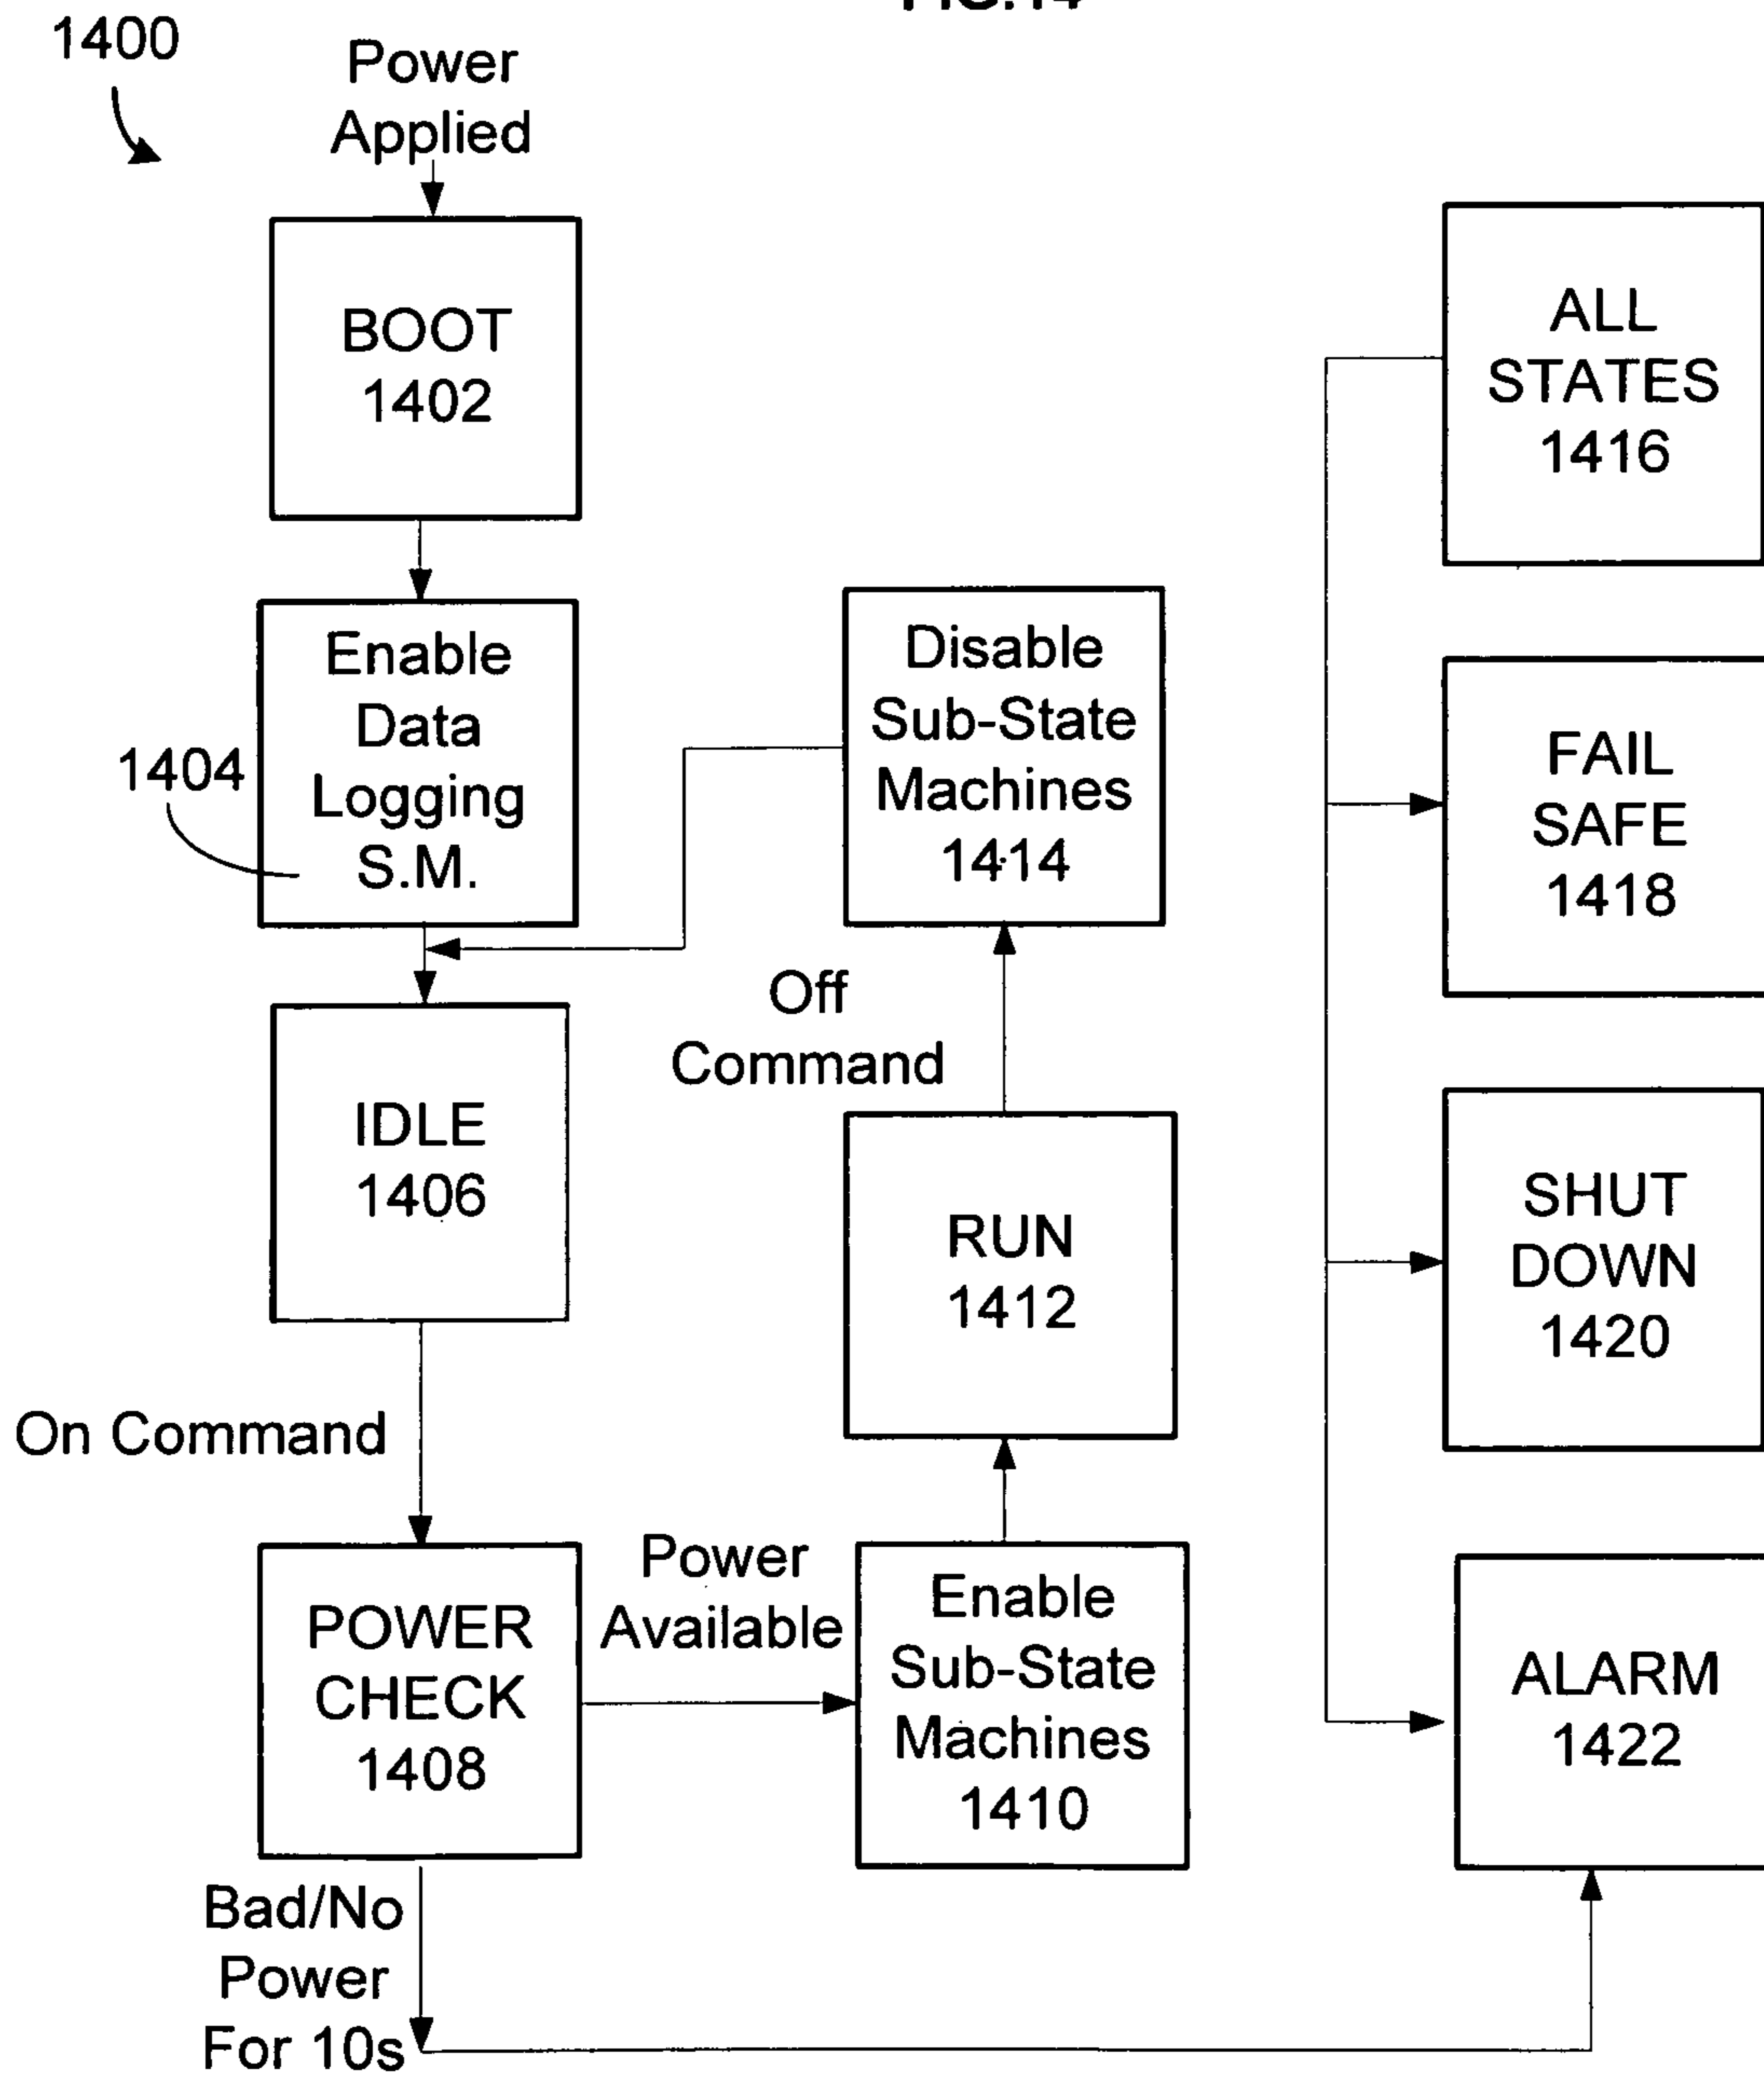 FIG.14
1400
Power
Applied
BOOT
1402
Enable
Data
Logging
S.M.
1404
IDLE
1406
On Command
POWER
CHECK
1408
Bad/No
Power
For 10s
Power
Available
Enable
Sub-State
Machines
1410
RUN
1412
Off
Command
Disable
Sub-State
Machines
1414
ALL
STATES
1416
FAIL
SAFE
1418
SHUT
DOWN
1420
ALARM
1422